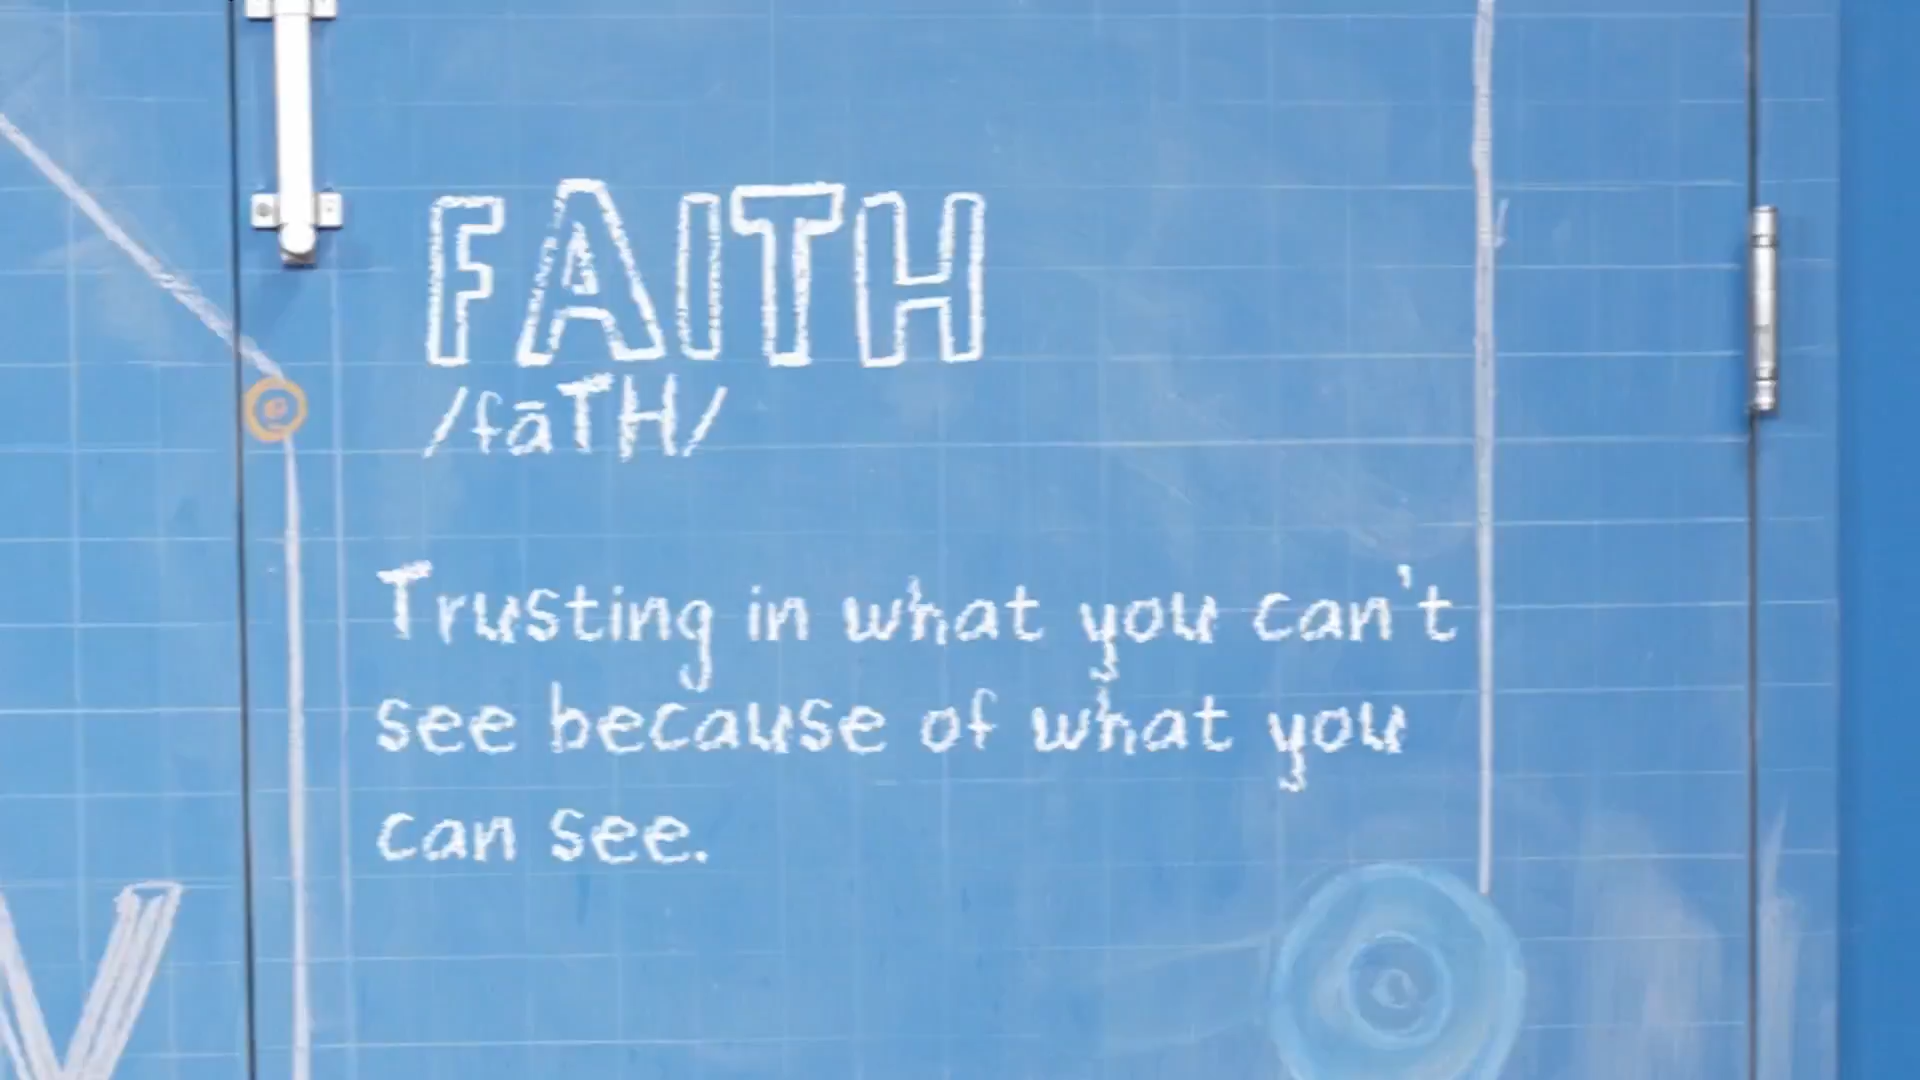 FAITH
/fāTH/
Trusting in what you can't
see because of what you
can see.